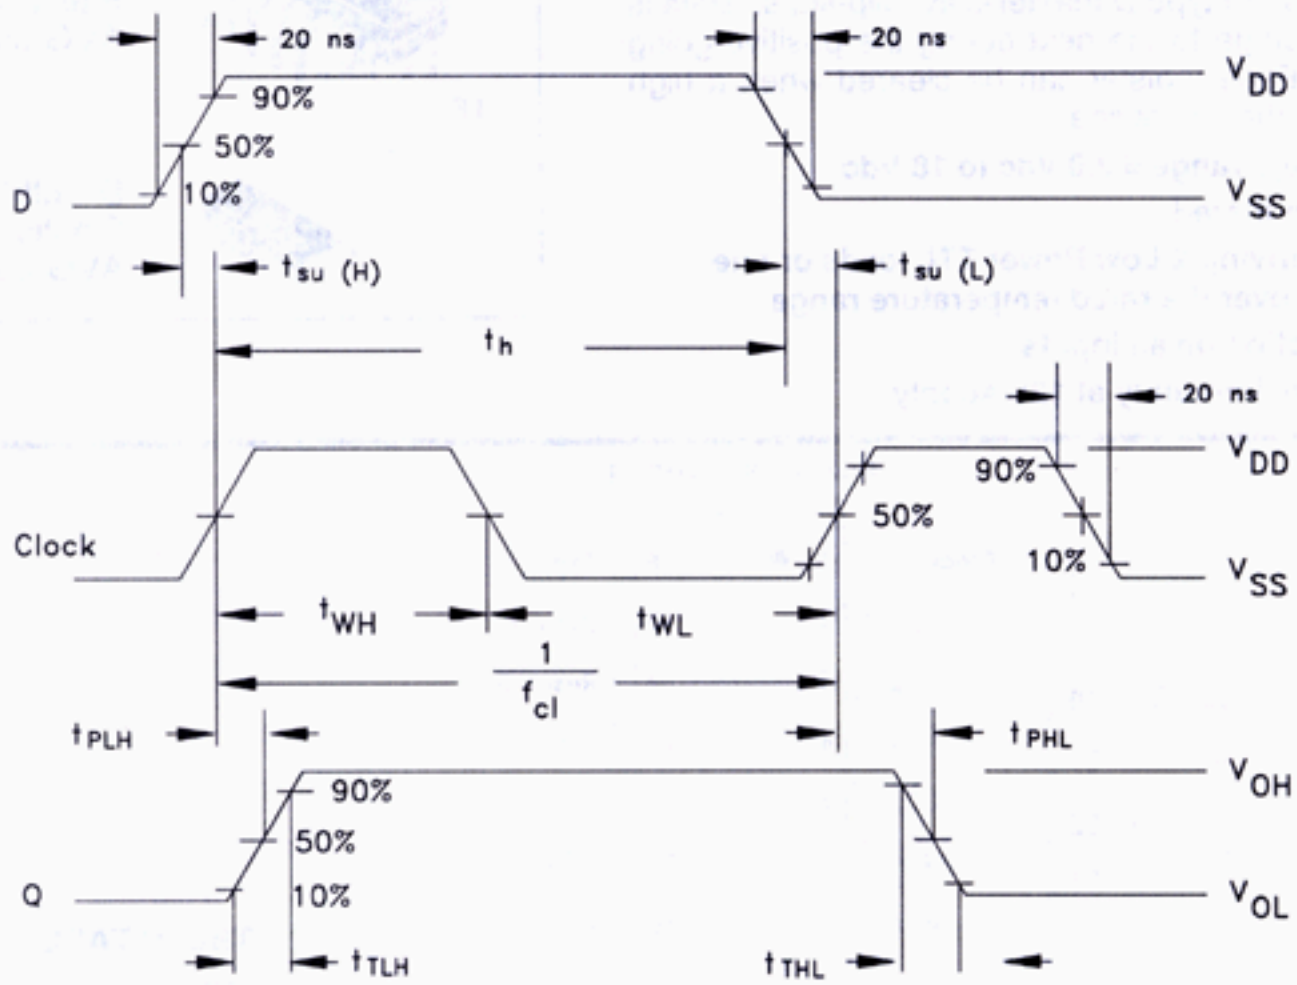 20 ns 20 ns
V_DD
90%
50%
10%
D V_SS
t_su (H) t_su (L)
t_h
20 ns
V_DD
90%
50%
Clock 10%
V_SS
t_WH t_WL
1
f_cl
t_PLH t_PHL
V_OH
90%
50%
Q 10%
V_OL
t_TLH t_THL